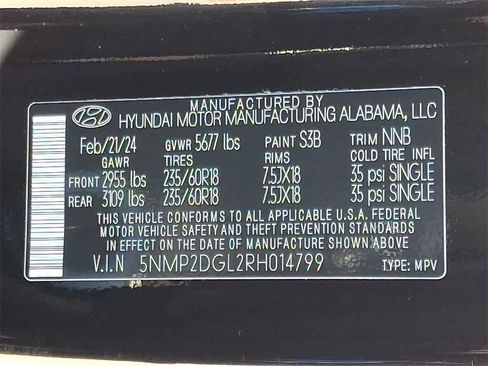 MANUFACTURED BY
HYUNDAI MOTOR MANUFACTURING ALABAMA, LLC
Feb/21/24 GVWR 5677 lbs PAINT S3B TRIM NNB
GAWR TIRES RIMS COLD TIRE INFL
FRONT 2955 lbs 235/60R18 7.5JX18 35 psi SINGLE
REAR 3109 lbs 235/60R18 7.5JX18 35 psi SINGLE
THIS VEHICLE CONFORMS TO ALL APPLICABLE U.S.A. FEDERAL
MOTOR VEHICLE SAFETY AND THEFT PREVENTION STANDARDS
IN EFFECT ON THE DATE OF MANUFACTURE SHOWN ABOVE
V.I.N 5NMP2DGL2RH014799 TYPE: MPV